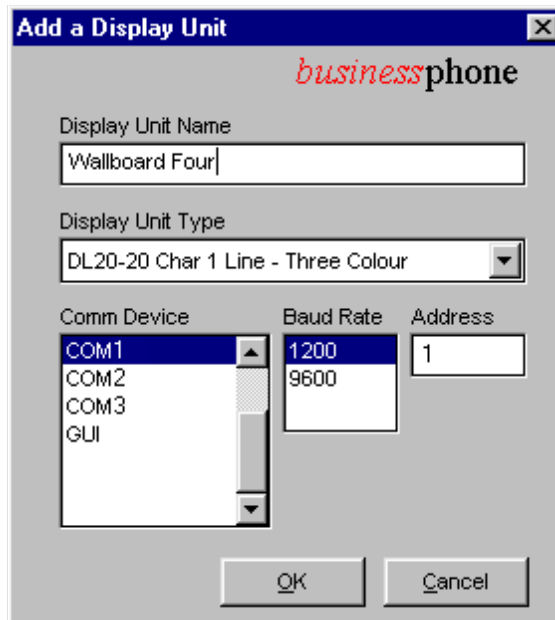 Add a Display Unit
businessphone
Display Unit Name
Wallboard Four
Display Unit Type
DL20-20 Char 1 Line - Three Colour
Comm Device
COM1
COM2
COM3
GUI
Baud Rate
1200
9600
Address
1
OK
Cancel